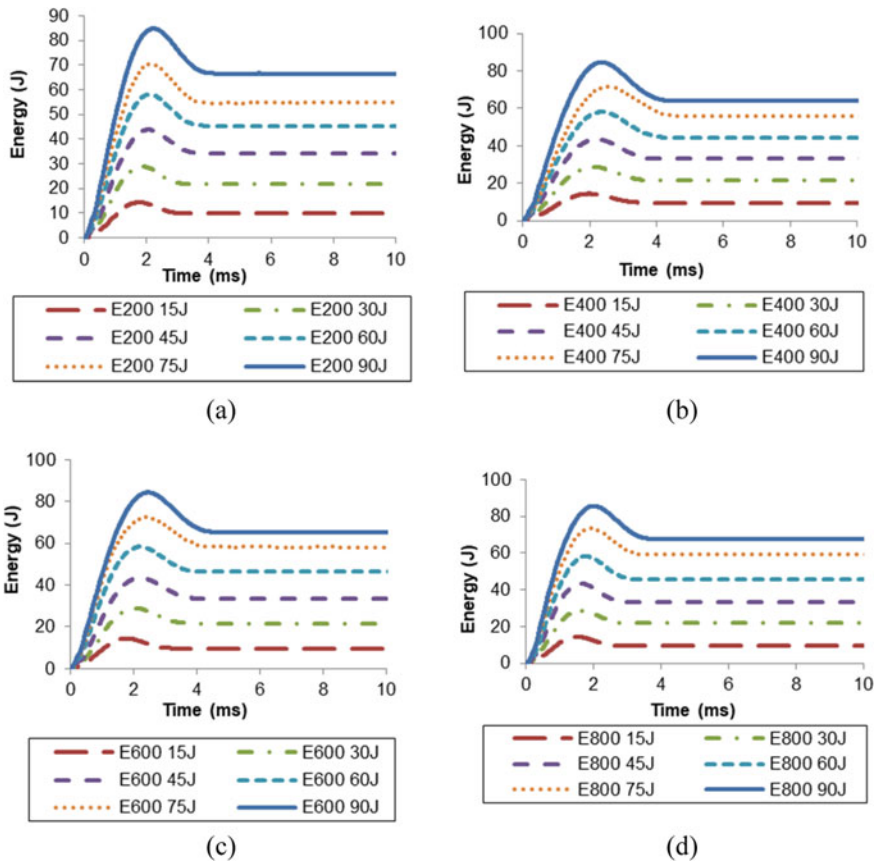 Energy (J)
90
80
70
60
50
40
30
20
10
0
0 2 4 6 8 10
Time (ms)
E200 15J E200 30J
E200 45J E200 60J
E200 75J E200 90J
(a)
Energy (J)
100
80
60
40
20
0
0 2 4 6 8 10
Time (ms)
E400 15J E400 30J
E400 45J E400 60J
E400 75J E400 90J
(b)
Energy (J)
100
80
60
40
20
0
0 2 4 6 8 10
Time (ms)
E600 15J E600 30J
E600 45J E600 60J
E600 75J E600 90J
(c)
Energy (J)
100
80
60
40
20
0
0 2 4 6 8 10
Time (ms)
E800 15J E800 30J
E800 45J E800 60J
E800 75J E800 90J
(d)